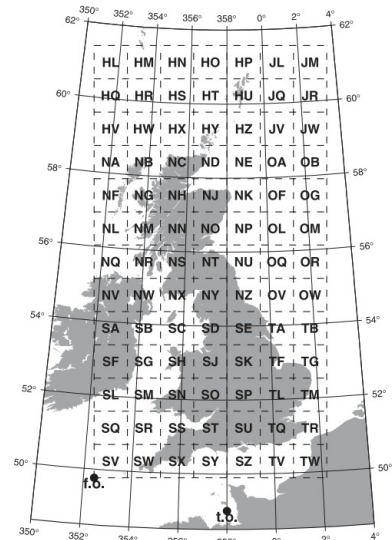 350° 352° 354° 356° 358° 0° 2° 4°
62° 62°
HL HM HN HO HP JL JM
60° HQ HR HS HT HU JQ JR 60°
HV HW HX HY HZ JV JW
58° NA NB NC ND NE OA OB 58°
NF NG NH NJ NK OF OG
NL NM NN NO NP OL OM
56° 56°
NQ NR NS NT NU OQ OR
NV NW NX NY NZ OV OW
54° 54°
SA SB SC SD SE TA TB
SF SG SH SJ SK TF TG
52° SL SM SN SO SP TL TM 52°
SQ SR SS ST SU TQ TR
50° SV SW SX SY SZ TV TW 50°
f.o.
t.o.
350° 352° 354° 356° 358° 0° 2° 4°